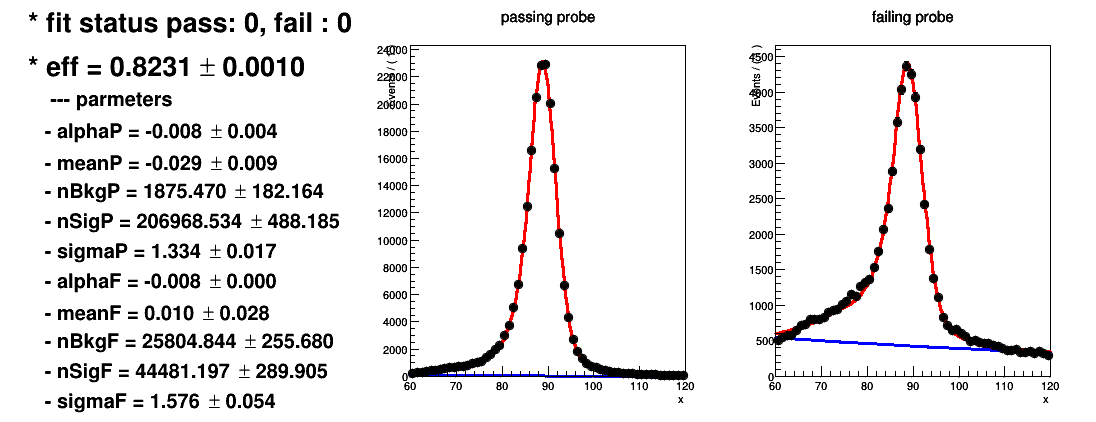 * fit status pass: 0, fail : 0
* eff = 0.8231 ± 0.0010
--- parmeters
- alphaP = -0.008 ± 0.004
- meanP = -0.029 ± 0.009
- nBkgP = 1875.470 ± 182.164
- nSigP = 206968.534 ± 488.185
- sigmaP = 1.334 ± 0.017
- alphaF = -0.008 ± 0.000
- meanF = 0.010 ± 0.028
- nBkgF = 25804.844 ± 255.680
- nSigF = 44481.197 ± 289.905
- sigmaF = 1.576 ± 0.054
passing probe
24000
22000
20000
18000
16000
14000
12000
10000
8000
6000
4000
2000
0
60 70 80 90 100 110 120
x
failing probe
Events / ( 1 )
4500
4000
3500
3000
2500
2000
1500
1000
500
0
60 70 80 90 100 110 120
x